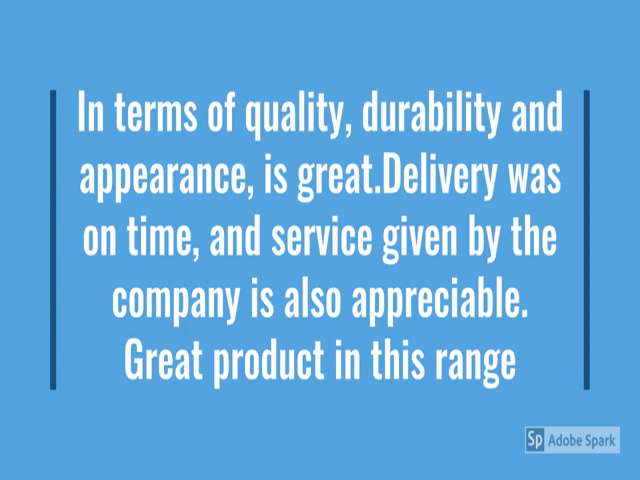 In terms of quality, durability and
appearance, is great.Delivery was
on time, and service given by the
company is also appreciable.
Great product in this range
Sp Adobe Spark